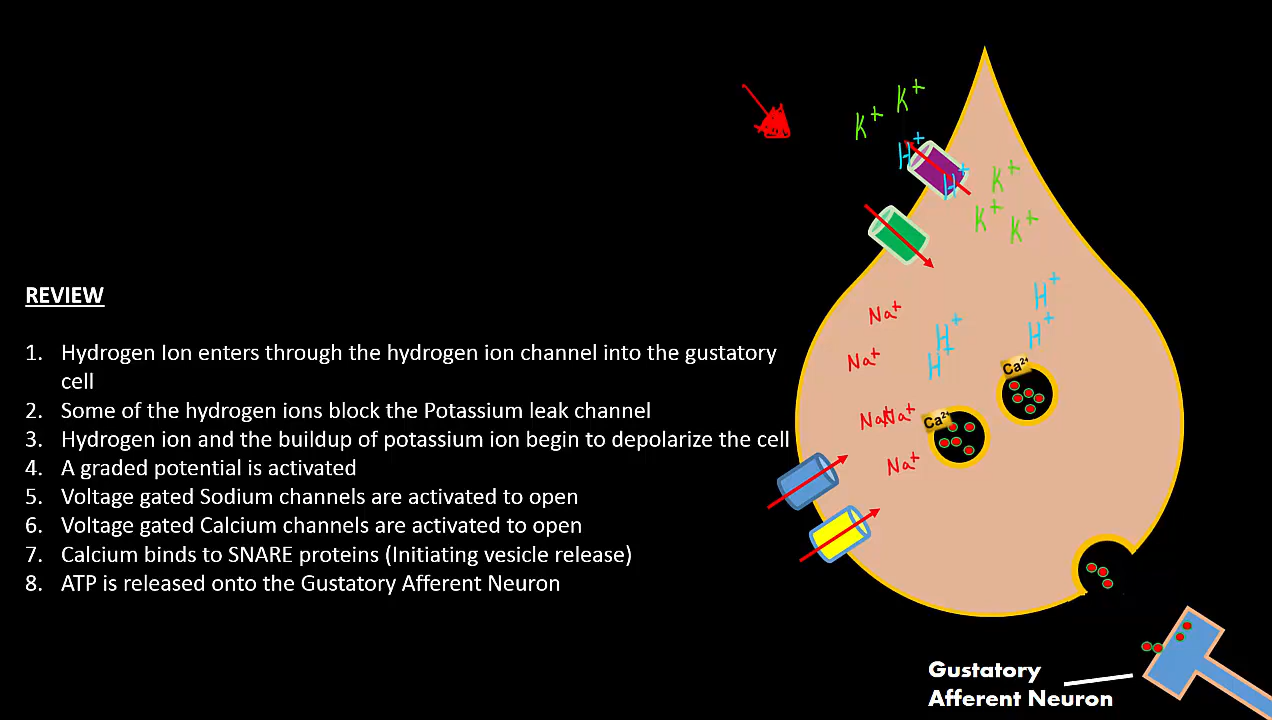 REVIEW
1. Hydrogen Ion enters through the hydrogen ion channel into the gustatory
cell
2. Some of the hydrogen ions block the Potassium leak channel
3. Hydrogen ion and the buildup of potassium ion begin to depolarize the cell
4. A graded potential is activated
5. Voltage gated Sodium channels are activated to open
6. Voltage gated Calcium channels are activated to open
7. Calcium binds to SNARE proteins (Initiating vesicle release)
8. ATP is released onto the Gustatory Afferent Neuron
K+ K+
H+ H+
K+
K+ K+
H+
Na+
H+ H+
Na+ H+
Ca2+
Na+ Na+ Ca2+
Na+
Gustatory
Afferent Neuron